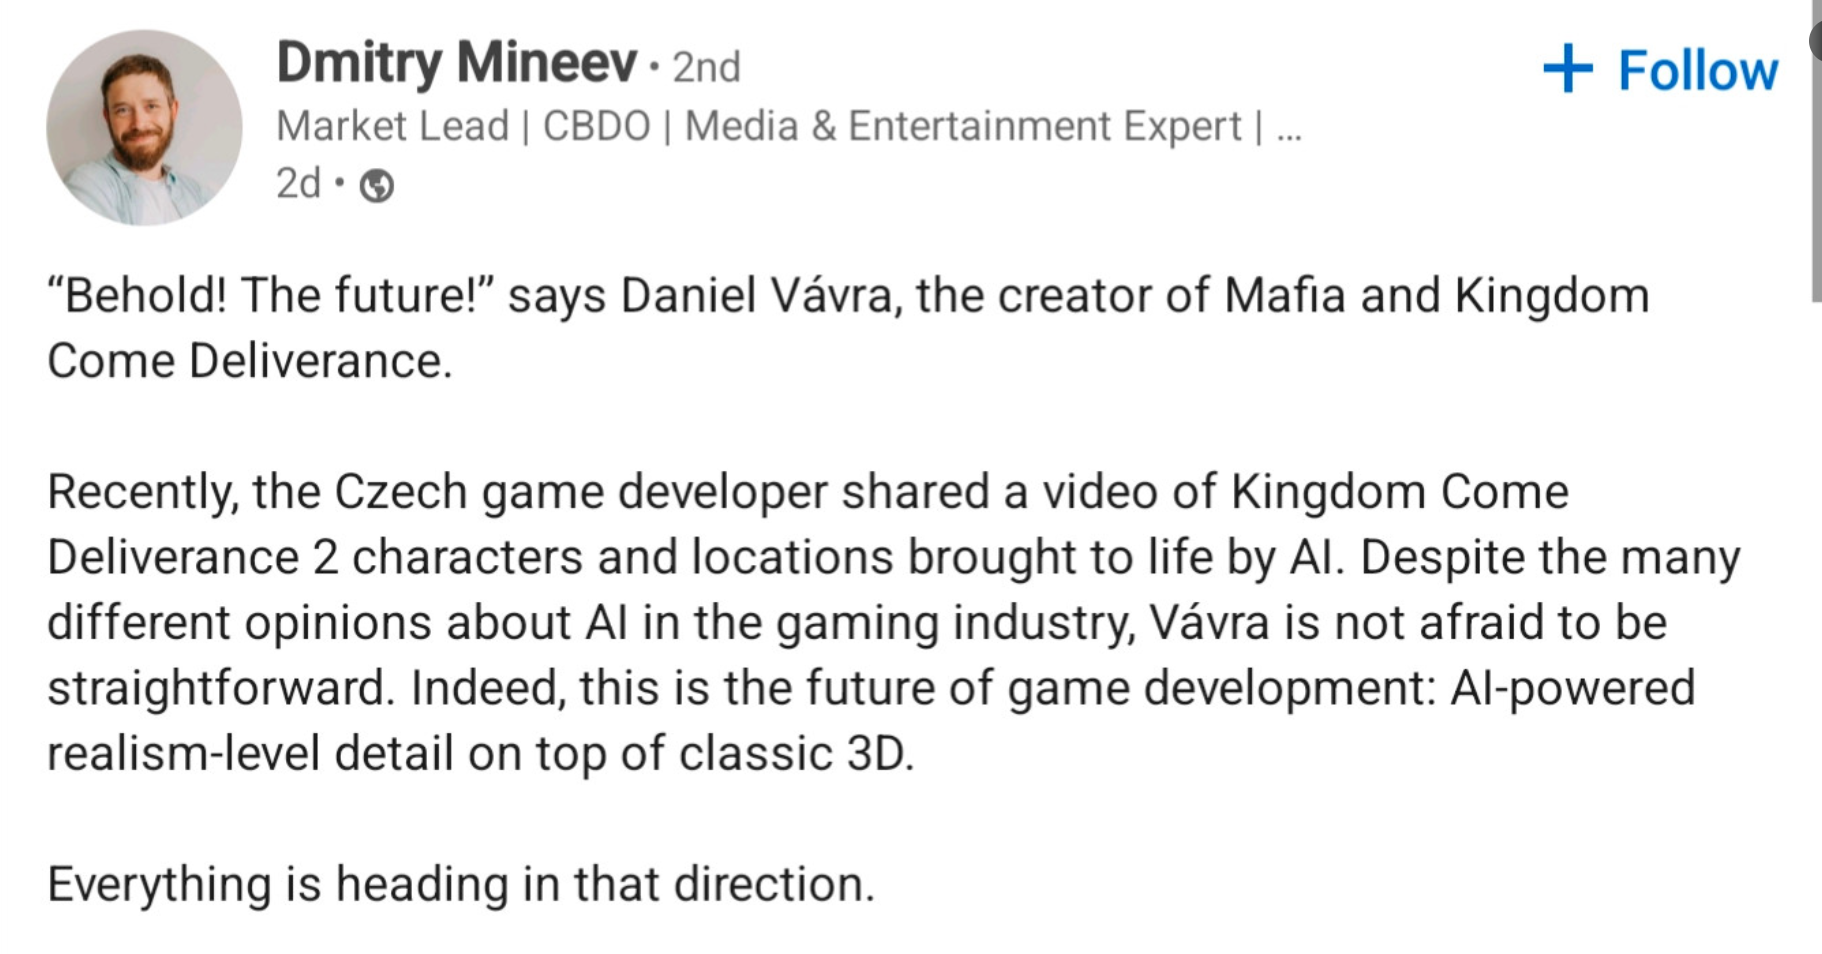 Dmitry Mineev • 2nd
+ Follow
Market Lead | CBDO | Media & Entertainment Expert | ...
2d •
“Behold! The future!” says Daniel Vávra, the creator of Mafia and Kingdom
Come Deliverance.
Recently, the Czech game developer shared a video of Kingdom Come
Deliverance 2 characters and locations brought to life by AI. Despite the many
different opinions about AI in the gaming industry, Vávra is not afraid to be
straightforward. Indeed, this is the future of game development: AI-powered
realism-level detail on top of classic 3D.
Everything is heading in that direction.